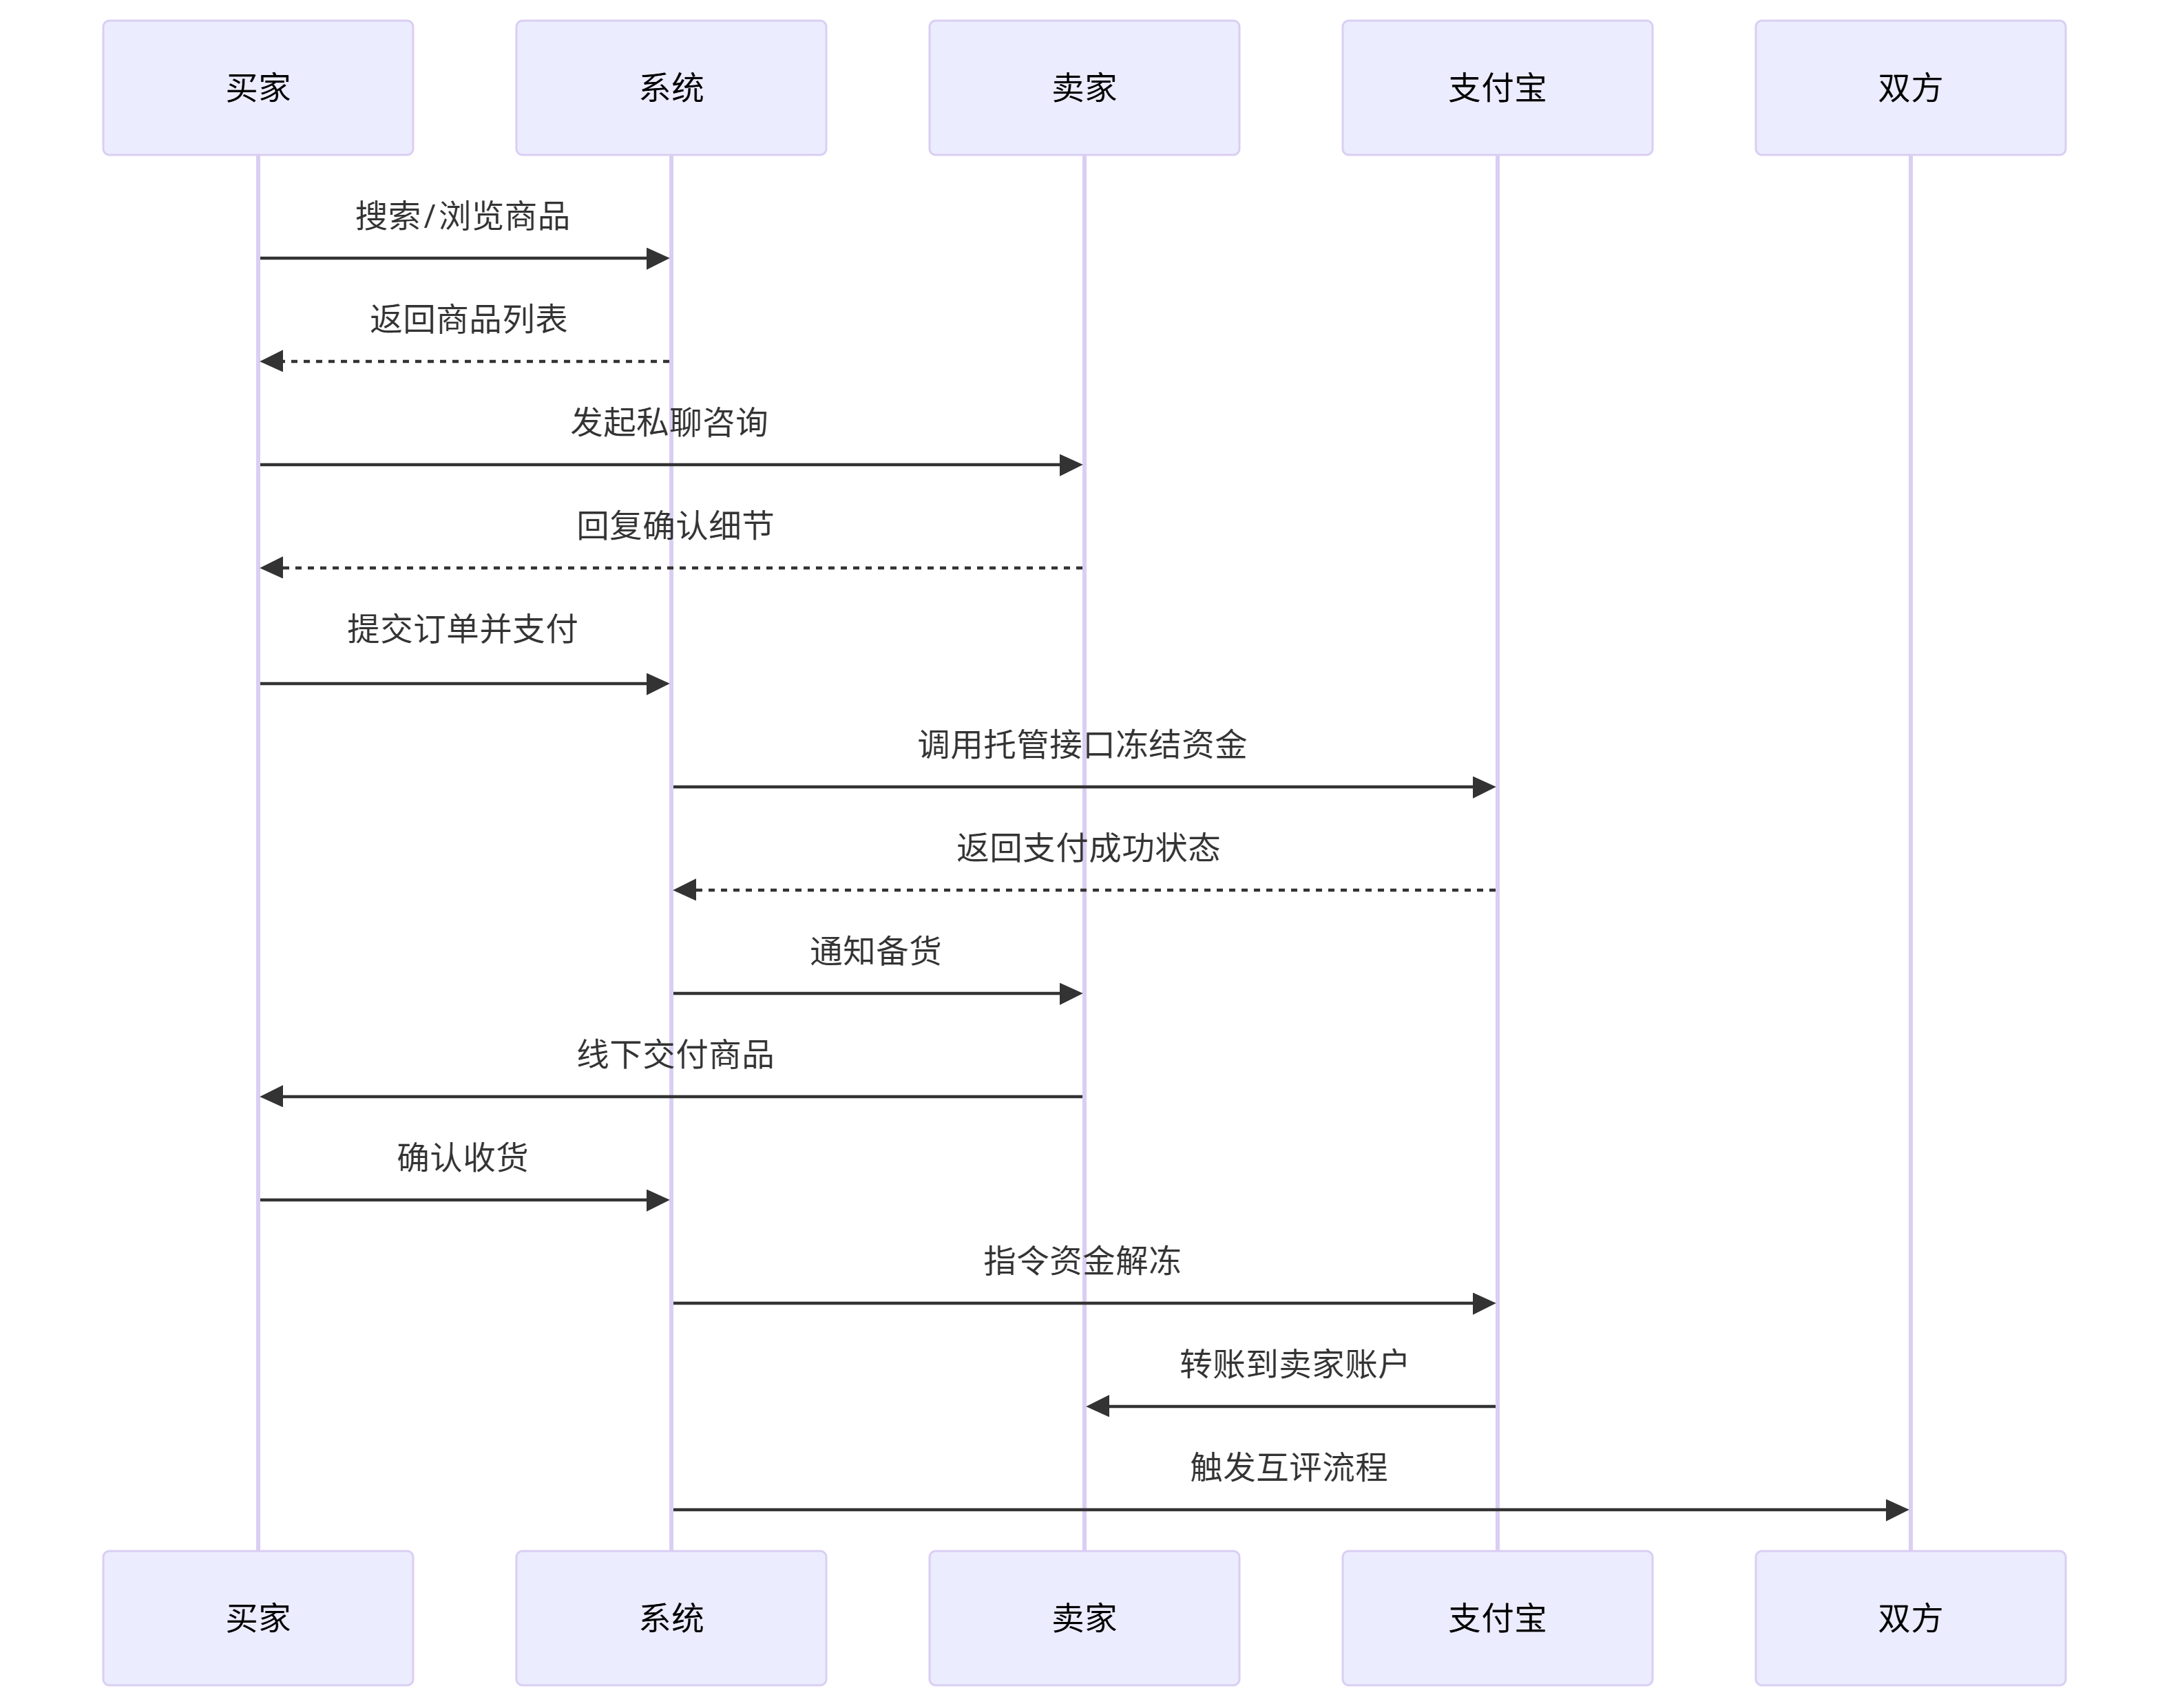 买家
系统
卖家
支付宝
双方
搜索/浏览商品
返回商品列表
发起私聊咨询
回复确认细节
提交订单并支付
调用托管接口冻结资金
返回支付成功状态
通知备货
线下交付商品
确认收货
指令资金解冻
转账到卖家账户
触发互评流程
买家
系统
卖家
支付宝
双方